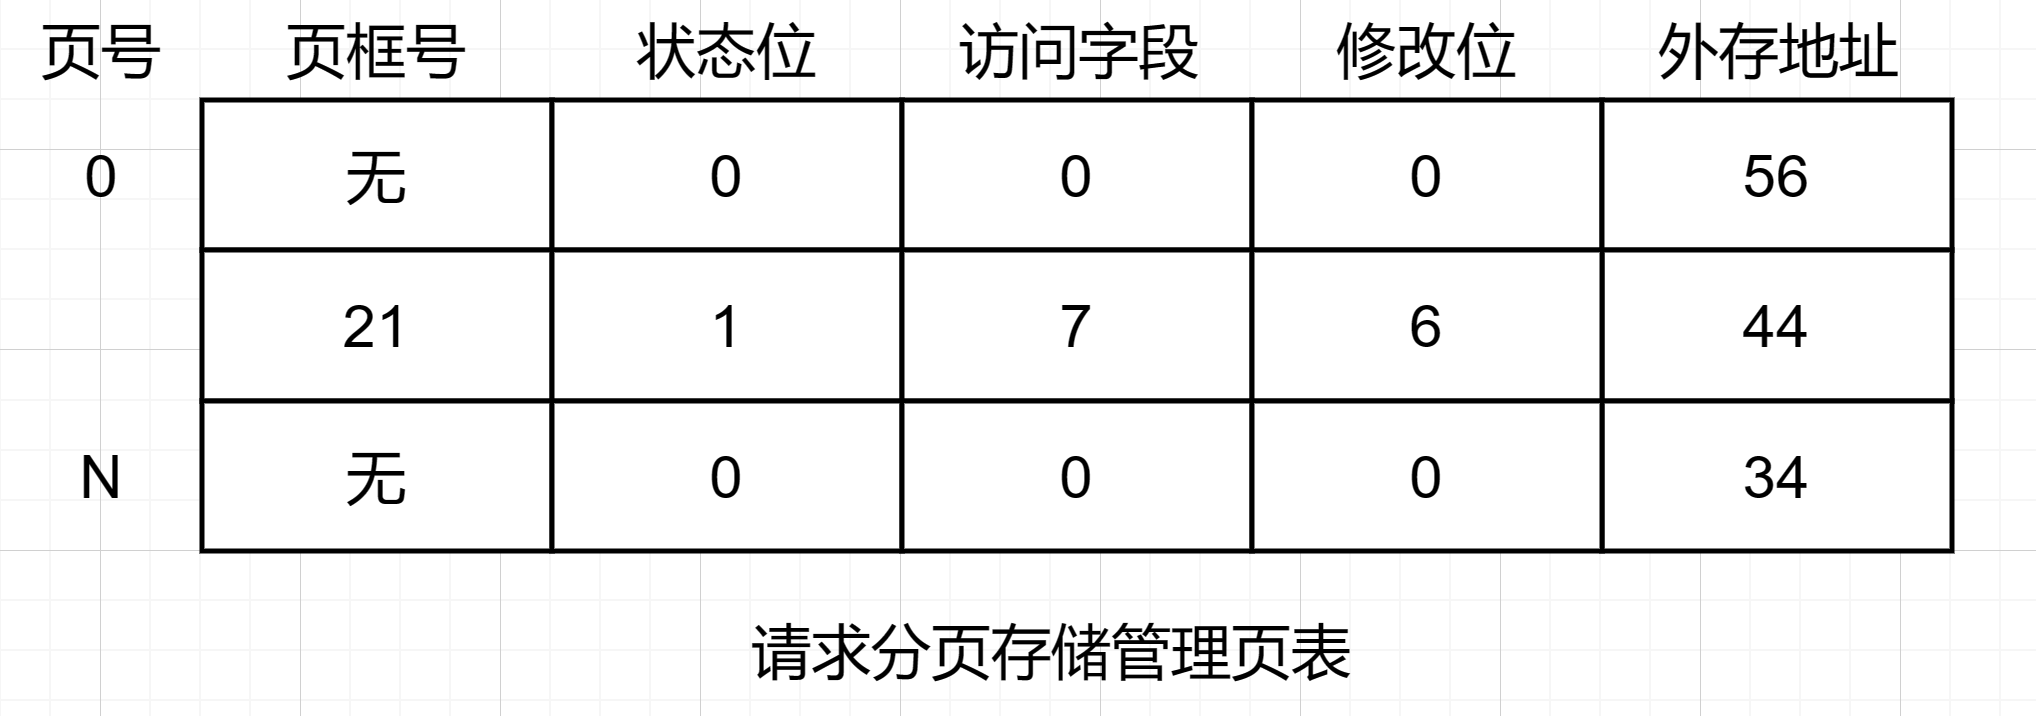 页号 页框号 状态位 访问字段 修改位 外存地址
0 无 0 0 0 56
21 1 7 6 44
N 无 0 0 0 34
请求分页存储管理页表